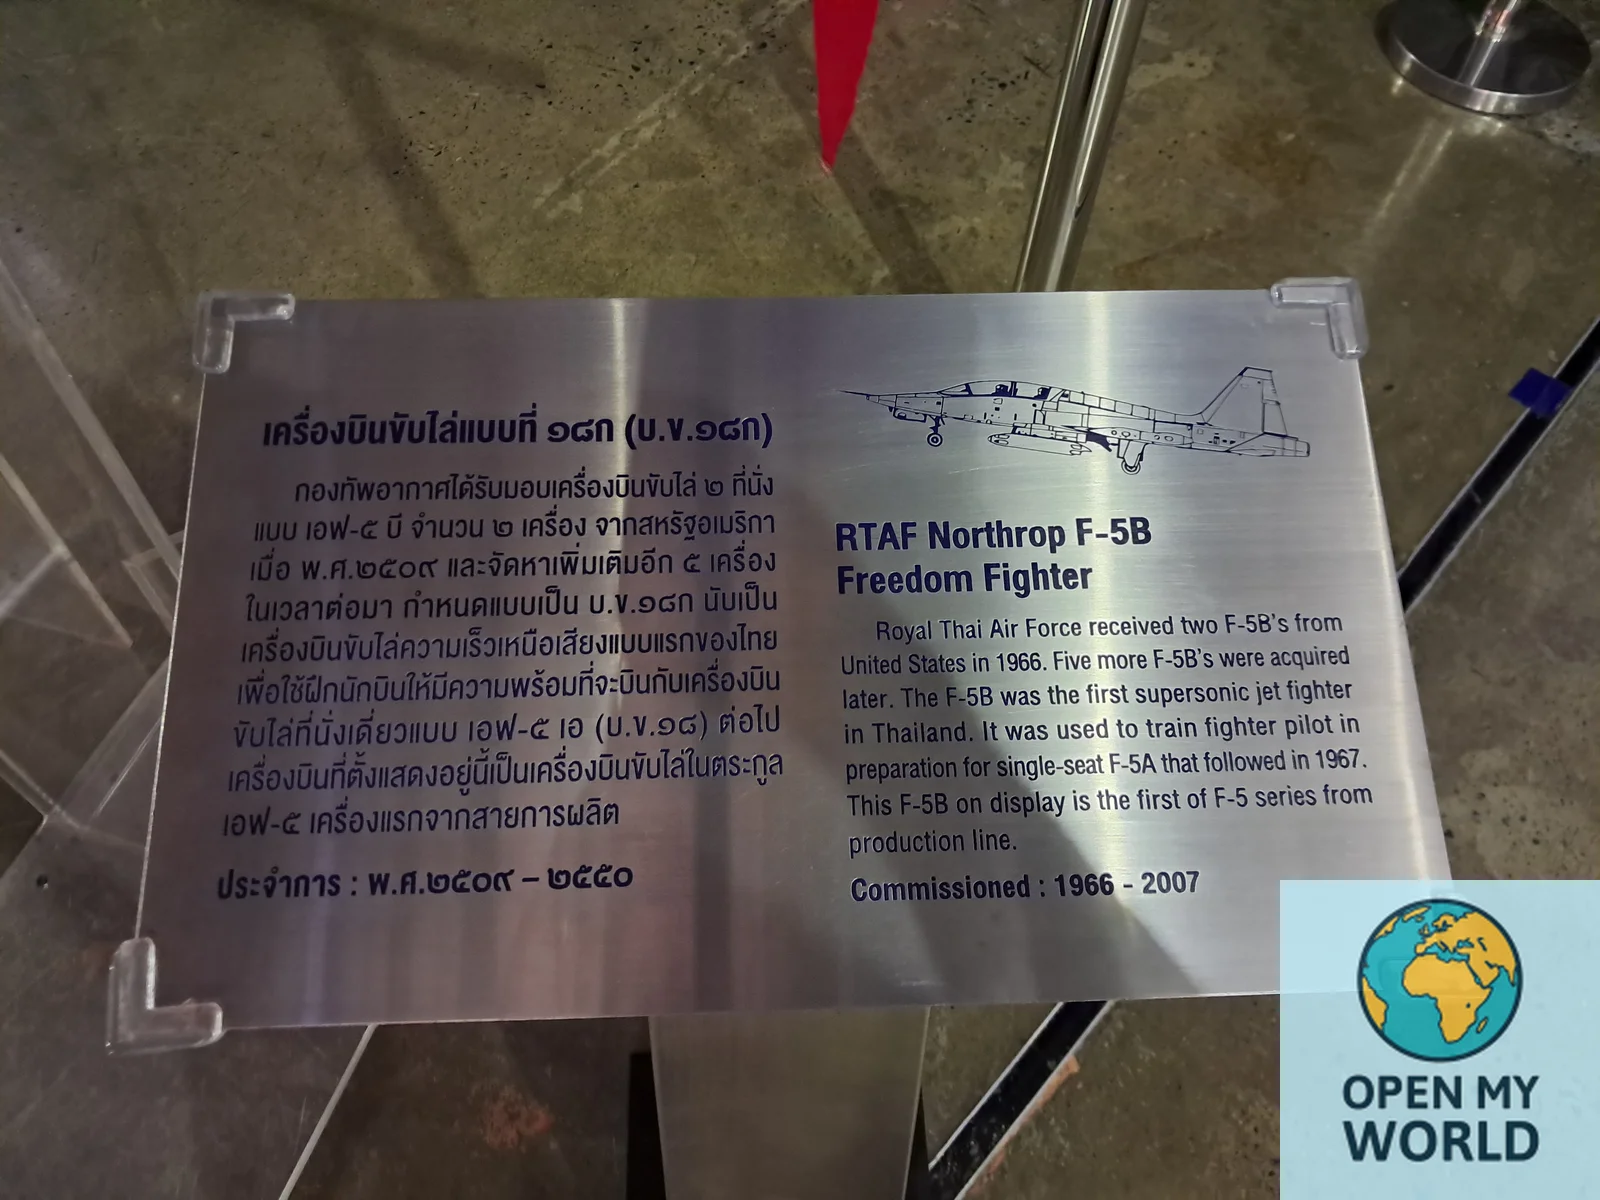 เครื่องบินขับไล่แบบที่ ๑๘ก (บ.ข.๑๘ก)
กองทัพอากาศได้รับมอบเครื่องบินขับไล่ ๒ ที่นั่ง
แบบ เอฟ-๕ บี จำนวน ๒ เครื่อง จากสหรัฐอเมริกา
เมื่อ พ.ศ.๒๕๐๙ และจัดหาเพิ่มเติมอีก ๕ เครื่อง
ในเวลาต่อมา กำหนดแบบเป็น บ.ข.๑๘ก นับเป็น
เครื่องบินขับไล่ความเร็วเหนือเสียงแบบแรกของไทย
เพื่อใช้ฝึกนักบินให้มีความพร้อมที่จะบินกับเครื่องบิน
ขับไล่ที่นั่งเดี่ยวแบบ เอฟ-๕ เอ (บ.ข.๑๘) ต่อไป
เครื่องบินที่ตั้งแสดงอยู่นี้เป็นเครื่องบินขับไล่ในตระกูล
เอฟ-๕ เครื่องแรกจากสายการผลิต
ประจำการ : พ.ศ.๒๕๐๙ – ๒๕๕๐
RTAF Northrop F-5B
Freedom Fighter
Royal Thai Air Force received two F-5B's from
United States in 1966. Five more F-5B's were acquired
later. The F-5B was the first supersonic jet fighter
in Thailand. It was used to train fighter pilot in
preparation for single-seat F-5A that followed in 1967.
This F-5B on display is the first of F-5 series from
production line.
Commissioned : 1966 - 2007
OPEN MY
WORLD